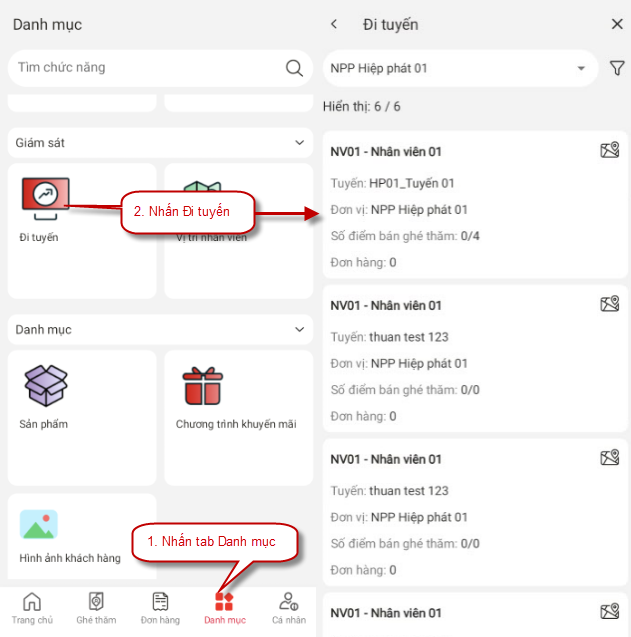 Danh mục
Tìm chức năng
Giám sát
Đi tuyến
Vị trí nhân viên
2. Nhấn Đi tuyến
Danh mục
Sản phẩm
Chương trình khuyến mãi
Hình ảnh khách hàng
1. Nhấn tab Danh mục
Trang chủ
Ghé thăm
Đơn hàng
Danh mục
Cá nhân
Đi tuyến
NPP Hiệp phát 01
Hiển thị: 6 / 6
NV01 - Nhân viên 01
Tuyến: HP01_Tuyến 01
Đơn vị: NPP Hiệp phát 01
Số điểm bán ghé thăm: 0/4
Đơn hàng: 0
NV01 - Nhân viên 01
Tuyến: thuan test 123
Đơn vị: NPP Hiệp phát 01
Số điểm bán ghé thăm: 0/0
Đơn hàng: 0
NV01 - Nhân viên 01
Tuyến: thuan test 123
Đơn vị: NPP Hiệp phát 01
Số điểm bán ghé thăm: 0/0
Đơn hàng: 0
NV01 - Nhân viên 01